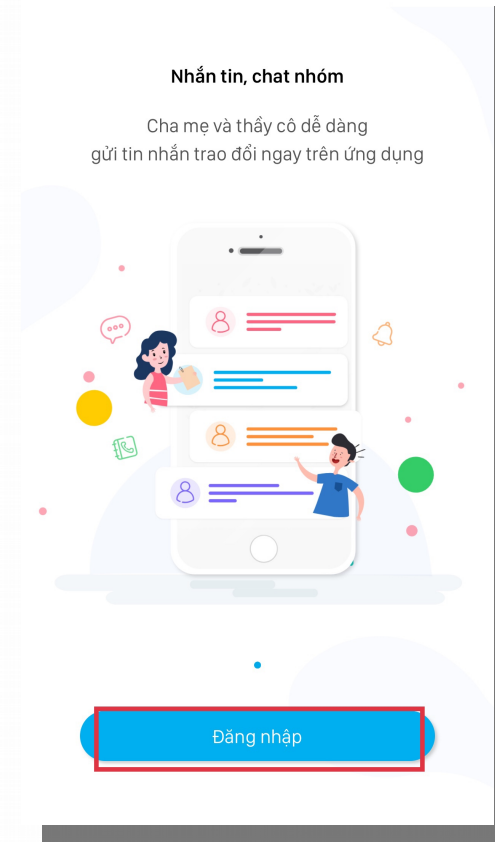 Nhắn tin, chat nhóm
Cha mẹ và thầy cô dễ dàng
gửi tin nhắn trao đổi ngay trên ứng dụng
Đăng nhập